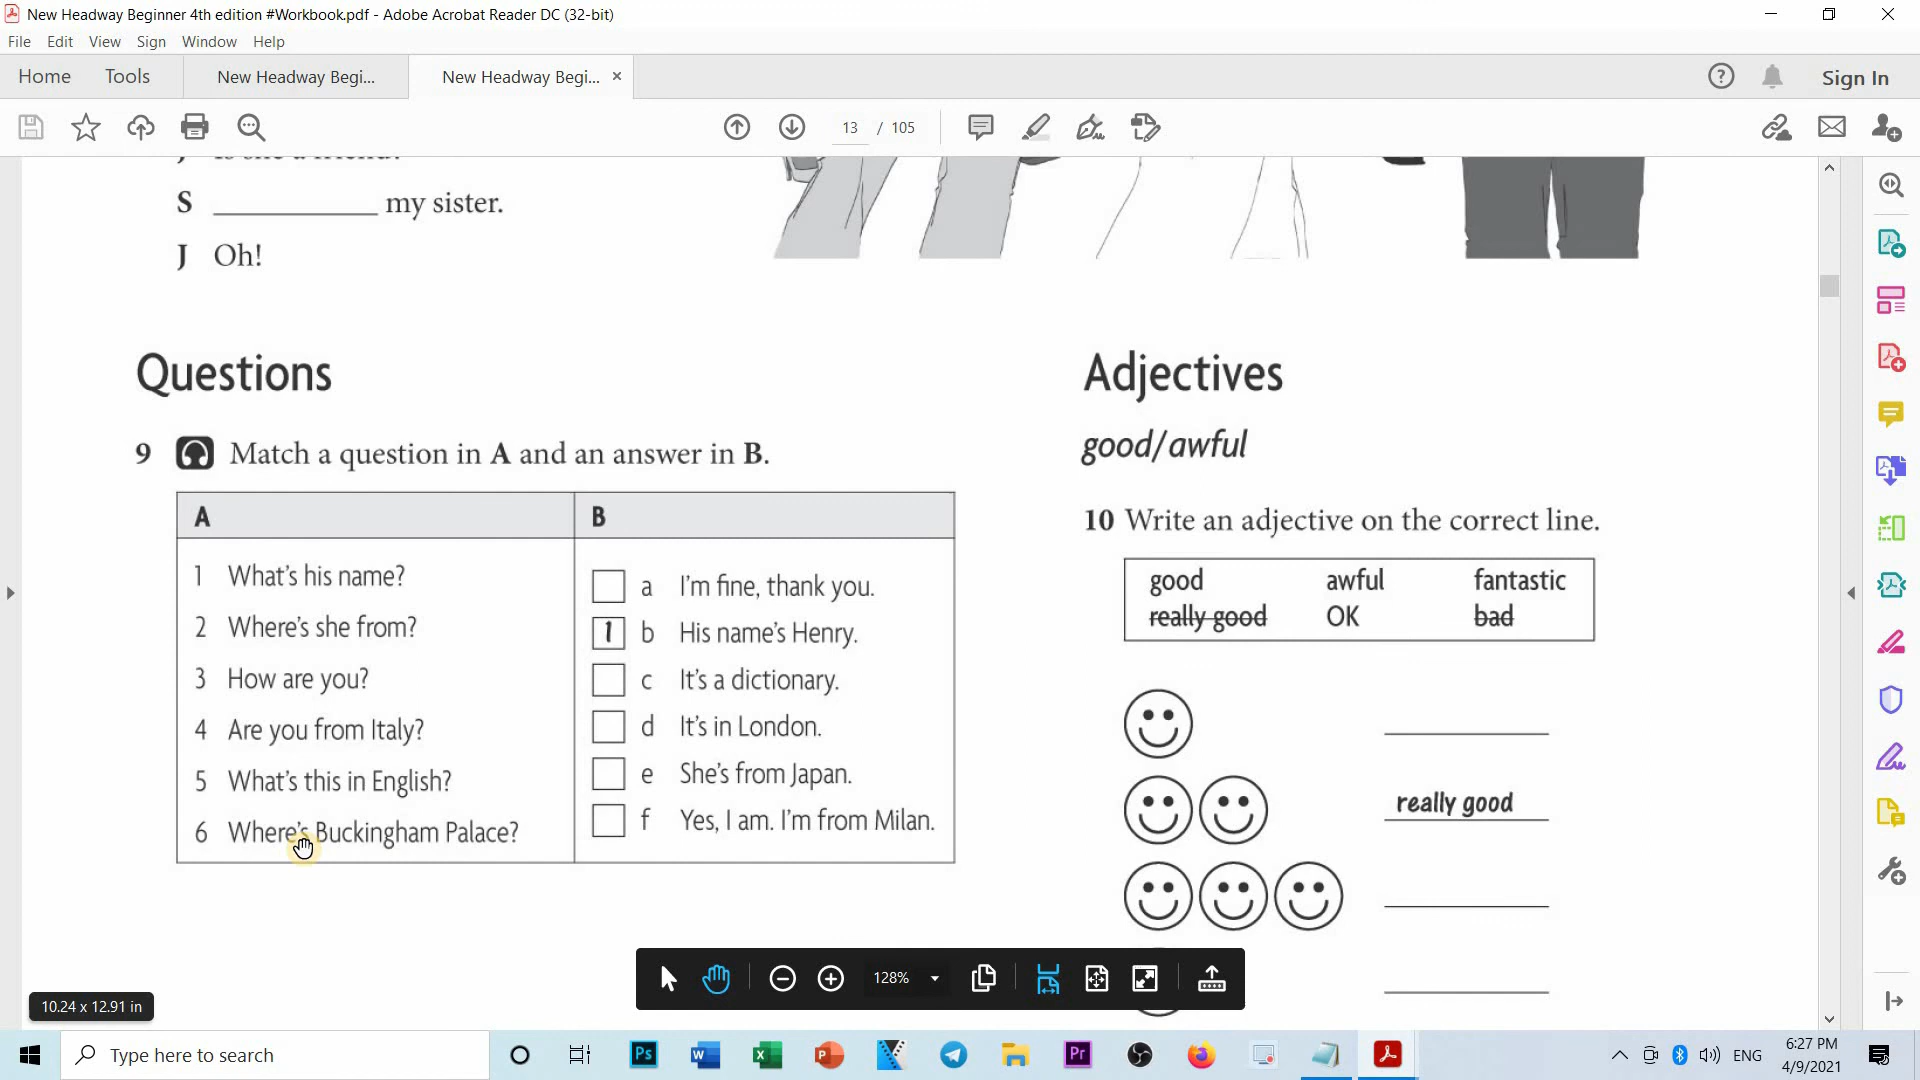 New Headway Beginner 4th edition #Workbook.pdf - Adobe Acrobat Reader DC (32-bit)
File Edit View Sign Window Help
Home Tools New Headway Begi... New Headway Begi... × Sign In
13 / 105
S ____________ my sister.
J Oh!
Questions
9 Match a question in A and an answer in B.
A B
1 What's his name?
2 Where's she from?
3 How are you?
4 Are you from Italy?
5 What's this in English?
6 Where's Buckingham Palace?
a I'm fine, thank you.
1 b His name's Henry.
c It's a dictionary.
d It's in London.
e She's from Japan.
f Yes, I am. I'm from Milan.
Adjectives
good/awful
10 Write an adjective on the correct line.
good awful fantastic
really good OK bad
really good
128%
10.24 x 12.91 in
Type here to search
Ps W X P Pr
ENG
6:27 PM
4/9/2021